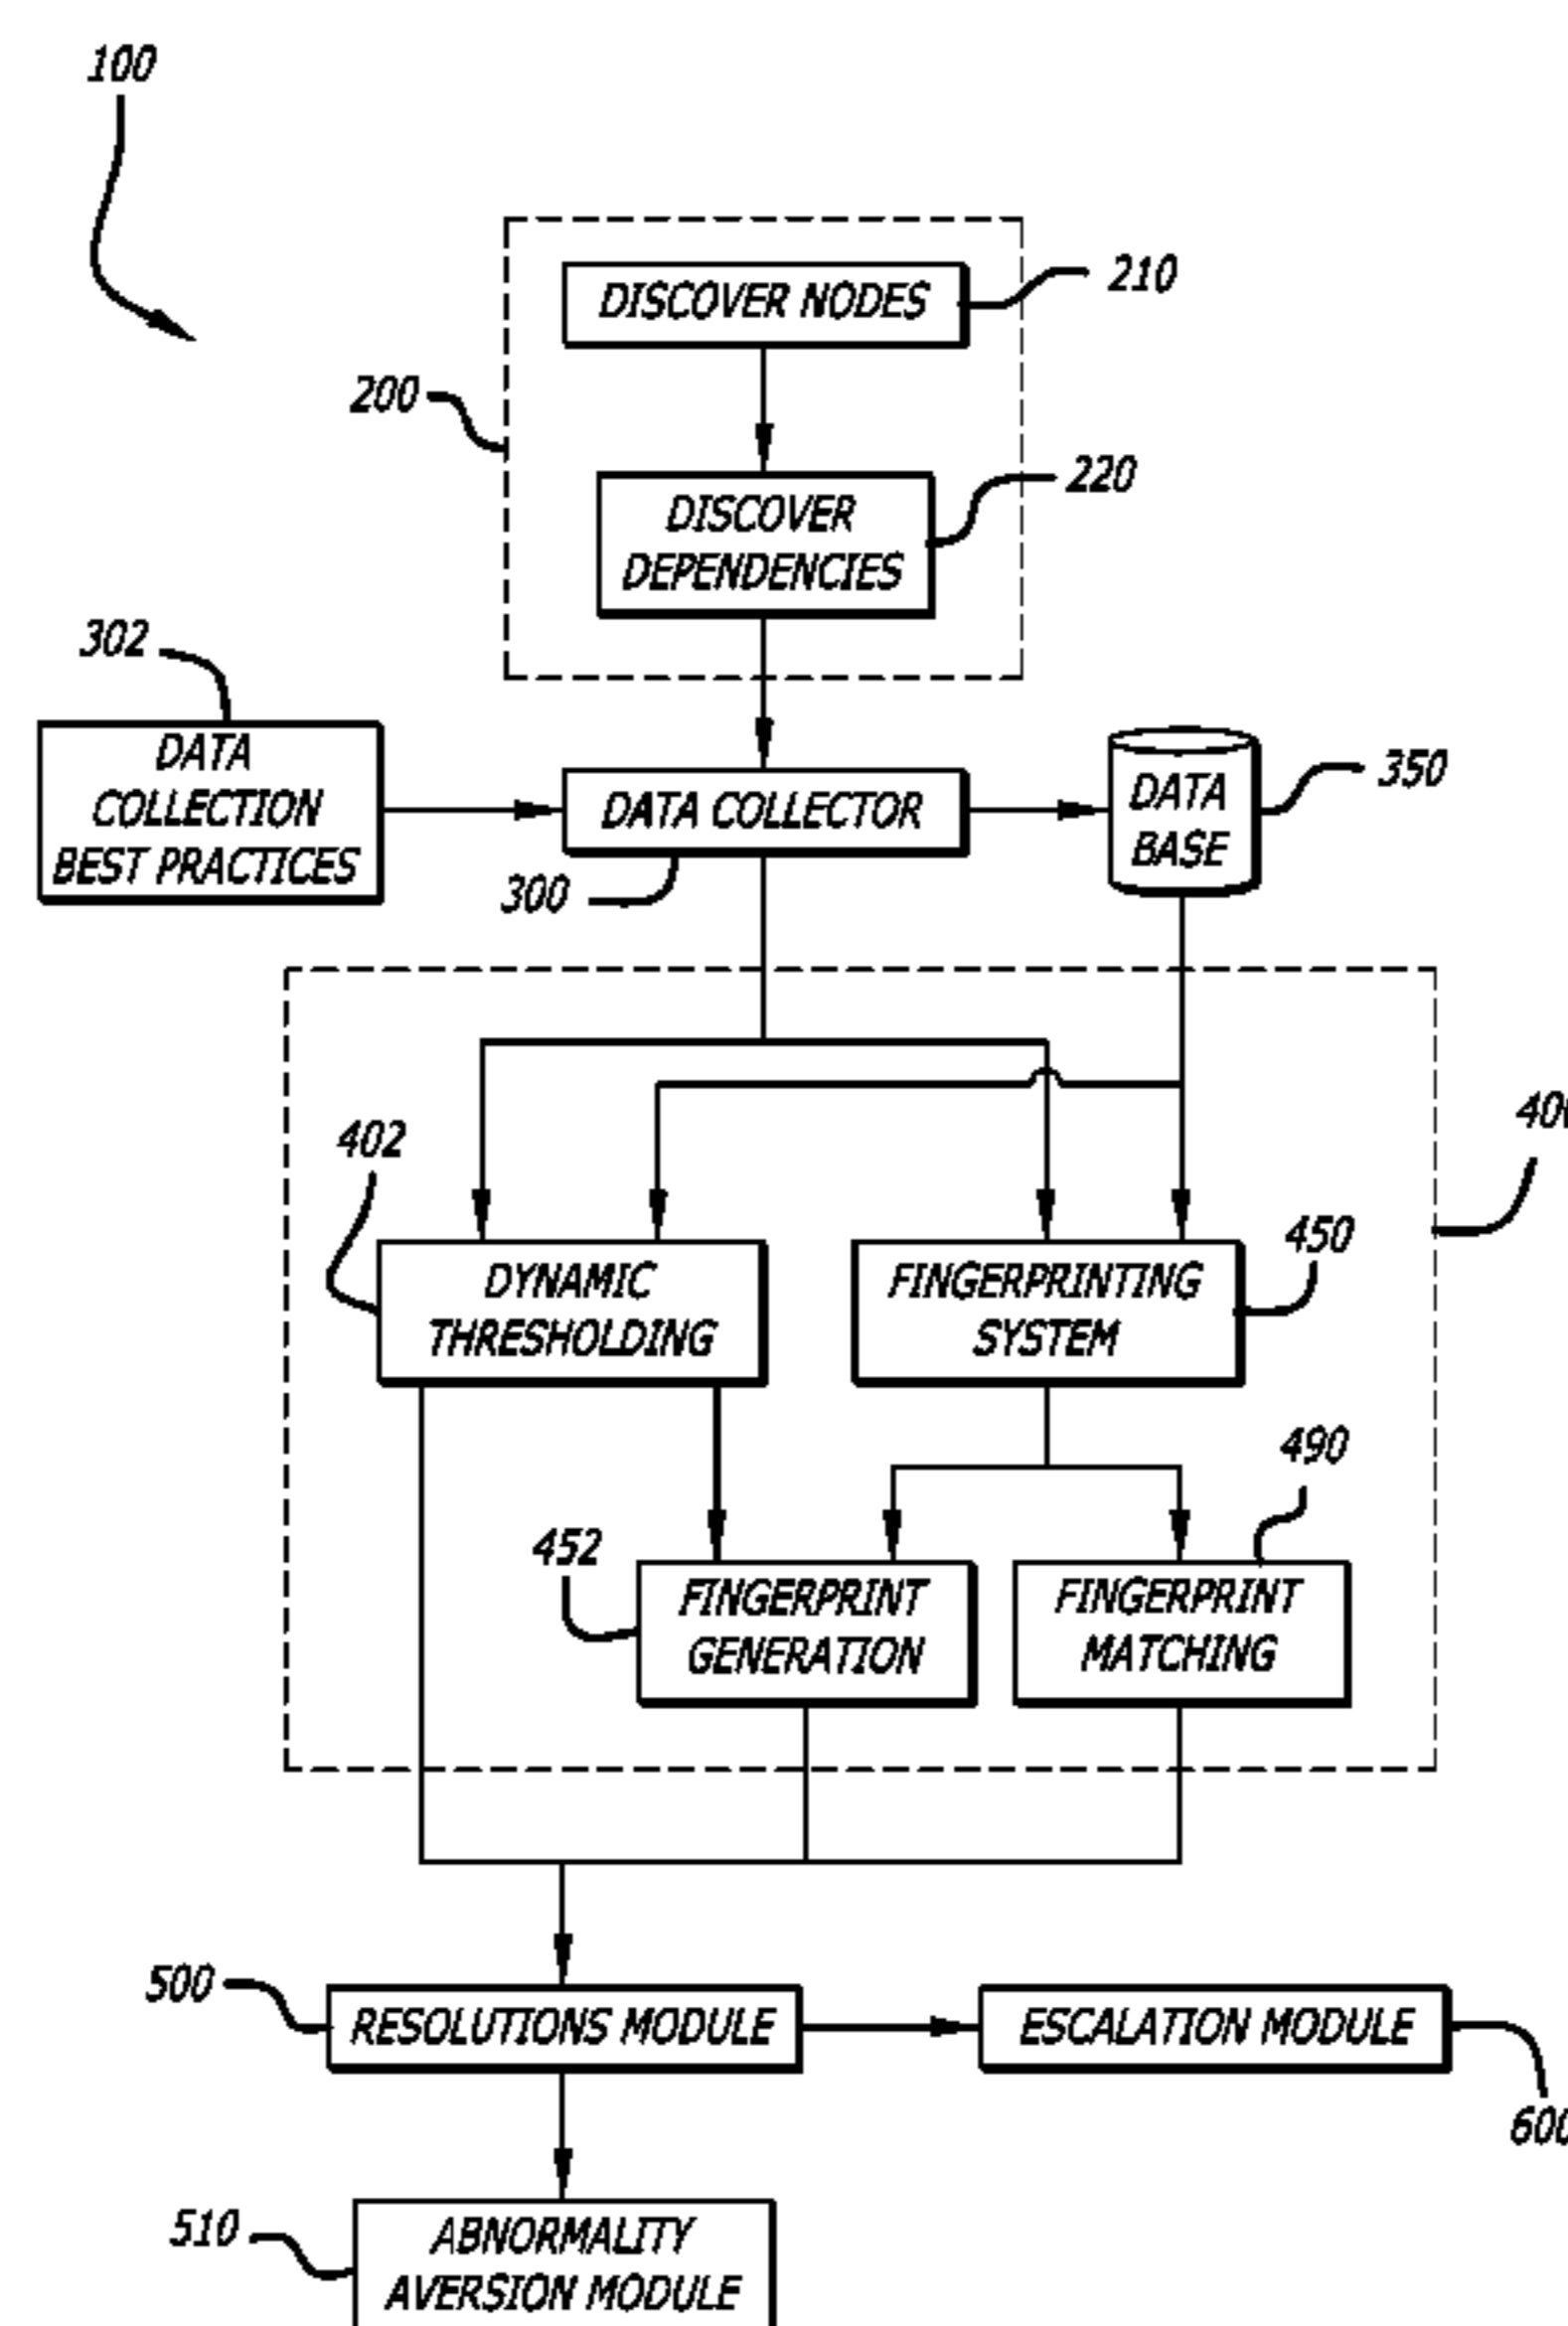 100
DISCOVER NODES
210
200
DISCOVER
DEPENDENCIES
220
302
DATA
COLLECTION
BEST PRACTICES
DATA COLLECTOR
300
DATA
BASE
350
402
DYNAMIC
THRESHOLDING
FINGERPRINTING
SYSTEM
450
490
452
FINGERPRINT
GENERATION
FINGERPRINT
MATCHING
500
RESOLUTIONS MODULE
ESCALATION MODULE
600
510
ABNORMALITY
AVERSION MODULE